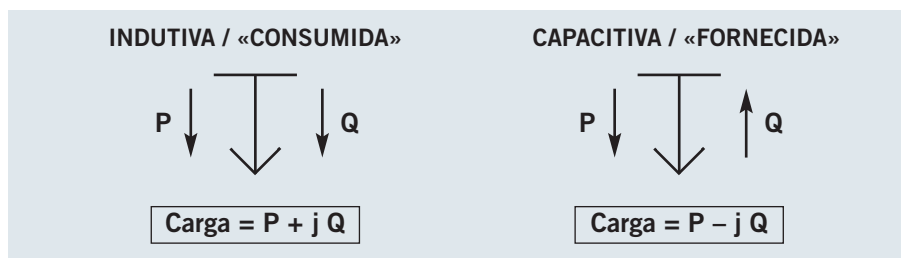 INDUTIVA / «CONSUMIDA»
P
Q
Carga = P + j Q
CAPACITIVA / «FORNECIDA»
P
Q
Carga = P – j Q